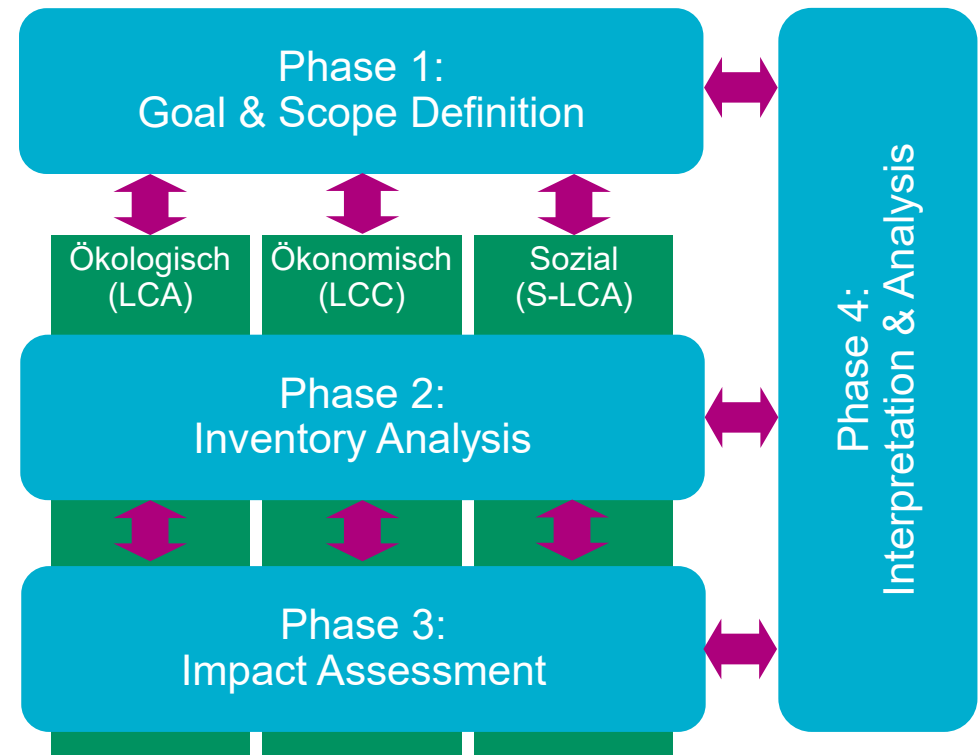 Phase 1:
Goal & Scope Definition
Ökologisch
(LCA)
Ökonomisch
(LCC)
Sozial
(S-LCA)
Phase 2:
Inventory Analysis
Phase 3:
Impact Assessment
Phase 4:
Interpretation & Analysis